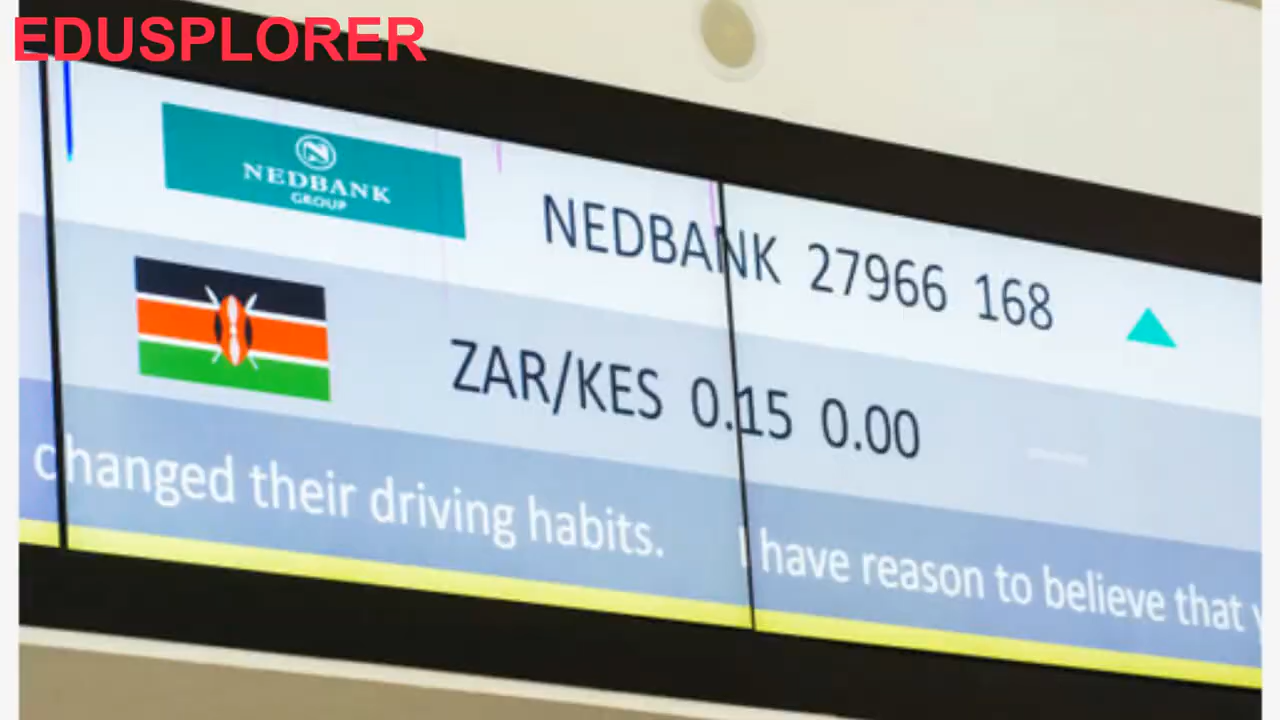 EDUSPLORER
NEDBANK
GROUP
NEDBANK 27966 168
ZAR/KES 0.15 0.00
changed their driving habits. I have reason to believe that